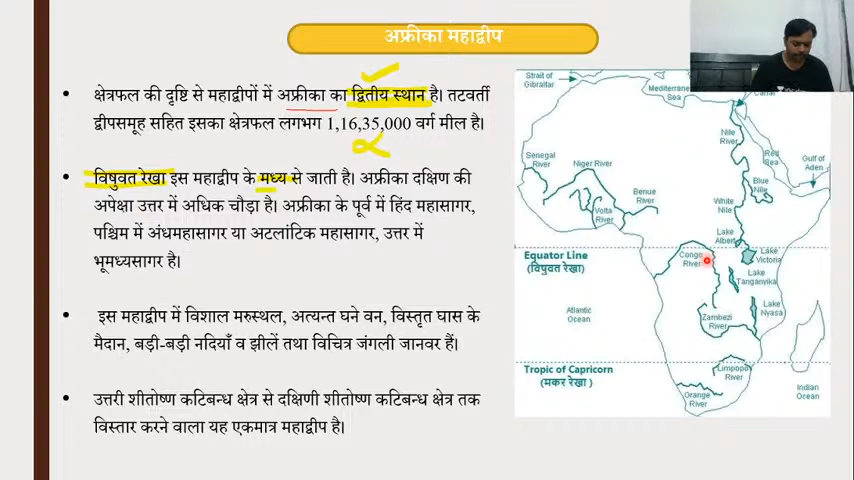 अफ्रीका महाद्वीप
क्षेत्रफल की दृष्टि से महाद्वीपों में अफ्रीका का द्वितीय स्थान है। तटवर्ती
द्वीपसमूह सहित इसका क्षेत्रफल लगभग 1,16,35,000 वर्ग मील है।
विषुवत रेखा इस महाद्वीप के मध्य से जाती है। अफ्रीका दक्षिण की
अपेक्षा उत्तर में अधिक चौड़ा है। अफ्रीका के पूर्व में हिंद महासागर,
पश्चिम में अंधमहासागर या अटलांटिक महासागर, उत्तर में
भूमध्यसागर है।
इस महाद्वीप में विशाल मरुस्थल, अत्यन्त घने वन, विस्तृत घास के
मैदान, बड़ी-बड़ी नदियाँ व झीलें तथा विचित्र जंगली जानवर हैं।
उत्तरी शीतोष्ण कटिबन्ध क्षेत्र से दक्षिणी शीतोष्ण कटिबन्ध क्षेत्र तक
विस्तार करने वाला यह एकमात्र महाद्वीप है।
Strait of
Gibraltar
Mediterranean
Sea
Canal
Nile
River
Red
Sea
Gulf of
Aden
Senegal
River
Niger River
Benue
River
Blue
Nile
Volta
River
White
Nile
Lake
Albert
Equator Line
(विषुवत रेखा)
Congo
River
Lake
Victoria
Lake
Tanganyika
Atlantic
Ocean
Lake
Nyasa
Zambezi
River
Tropic of Capricorn
(मकर रेखा )
Limpopo
River
Orange
River
Indian
Ocean